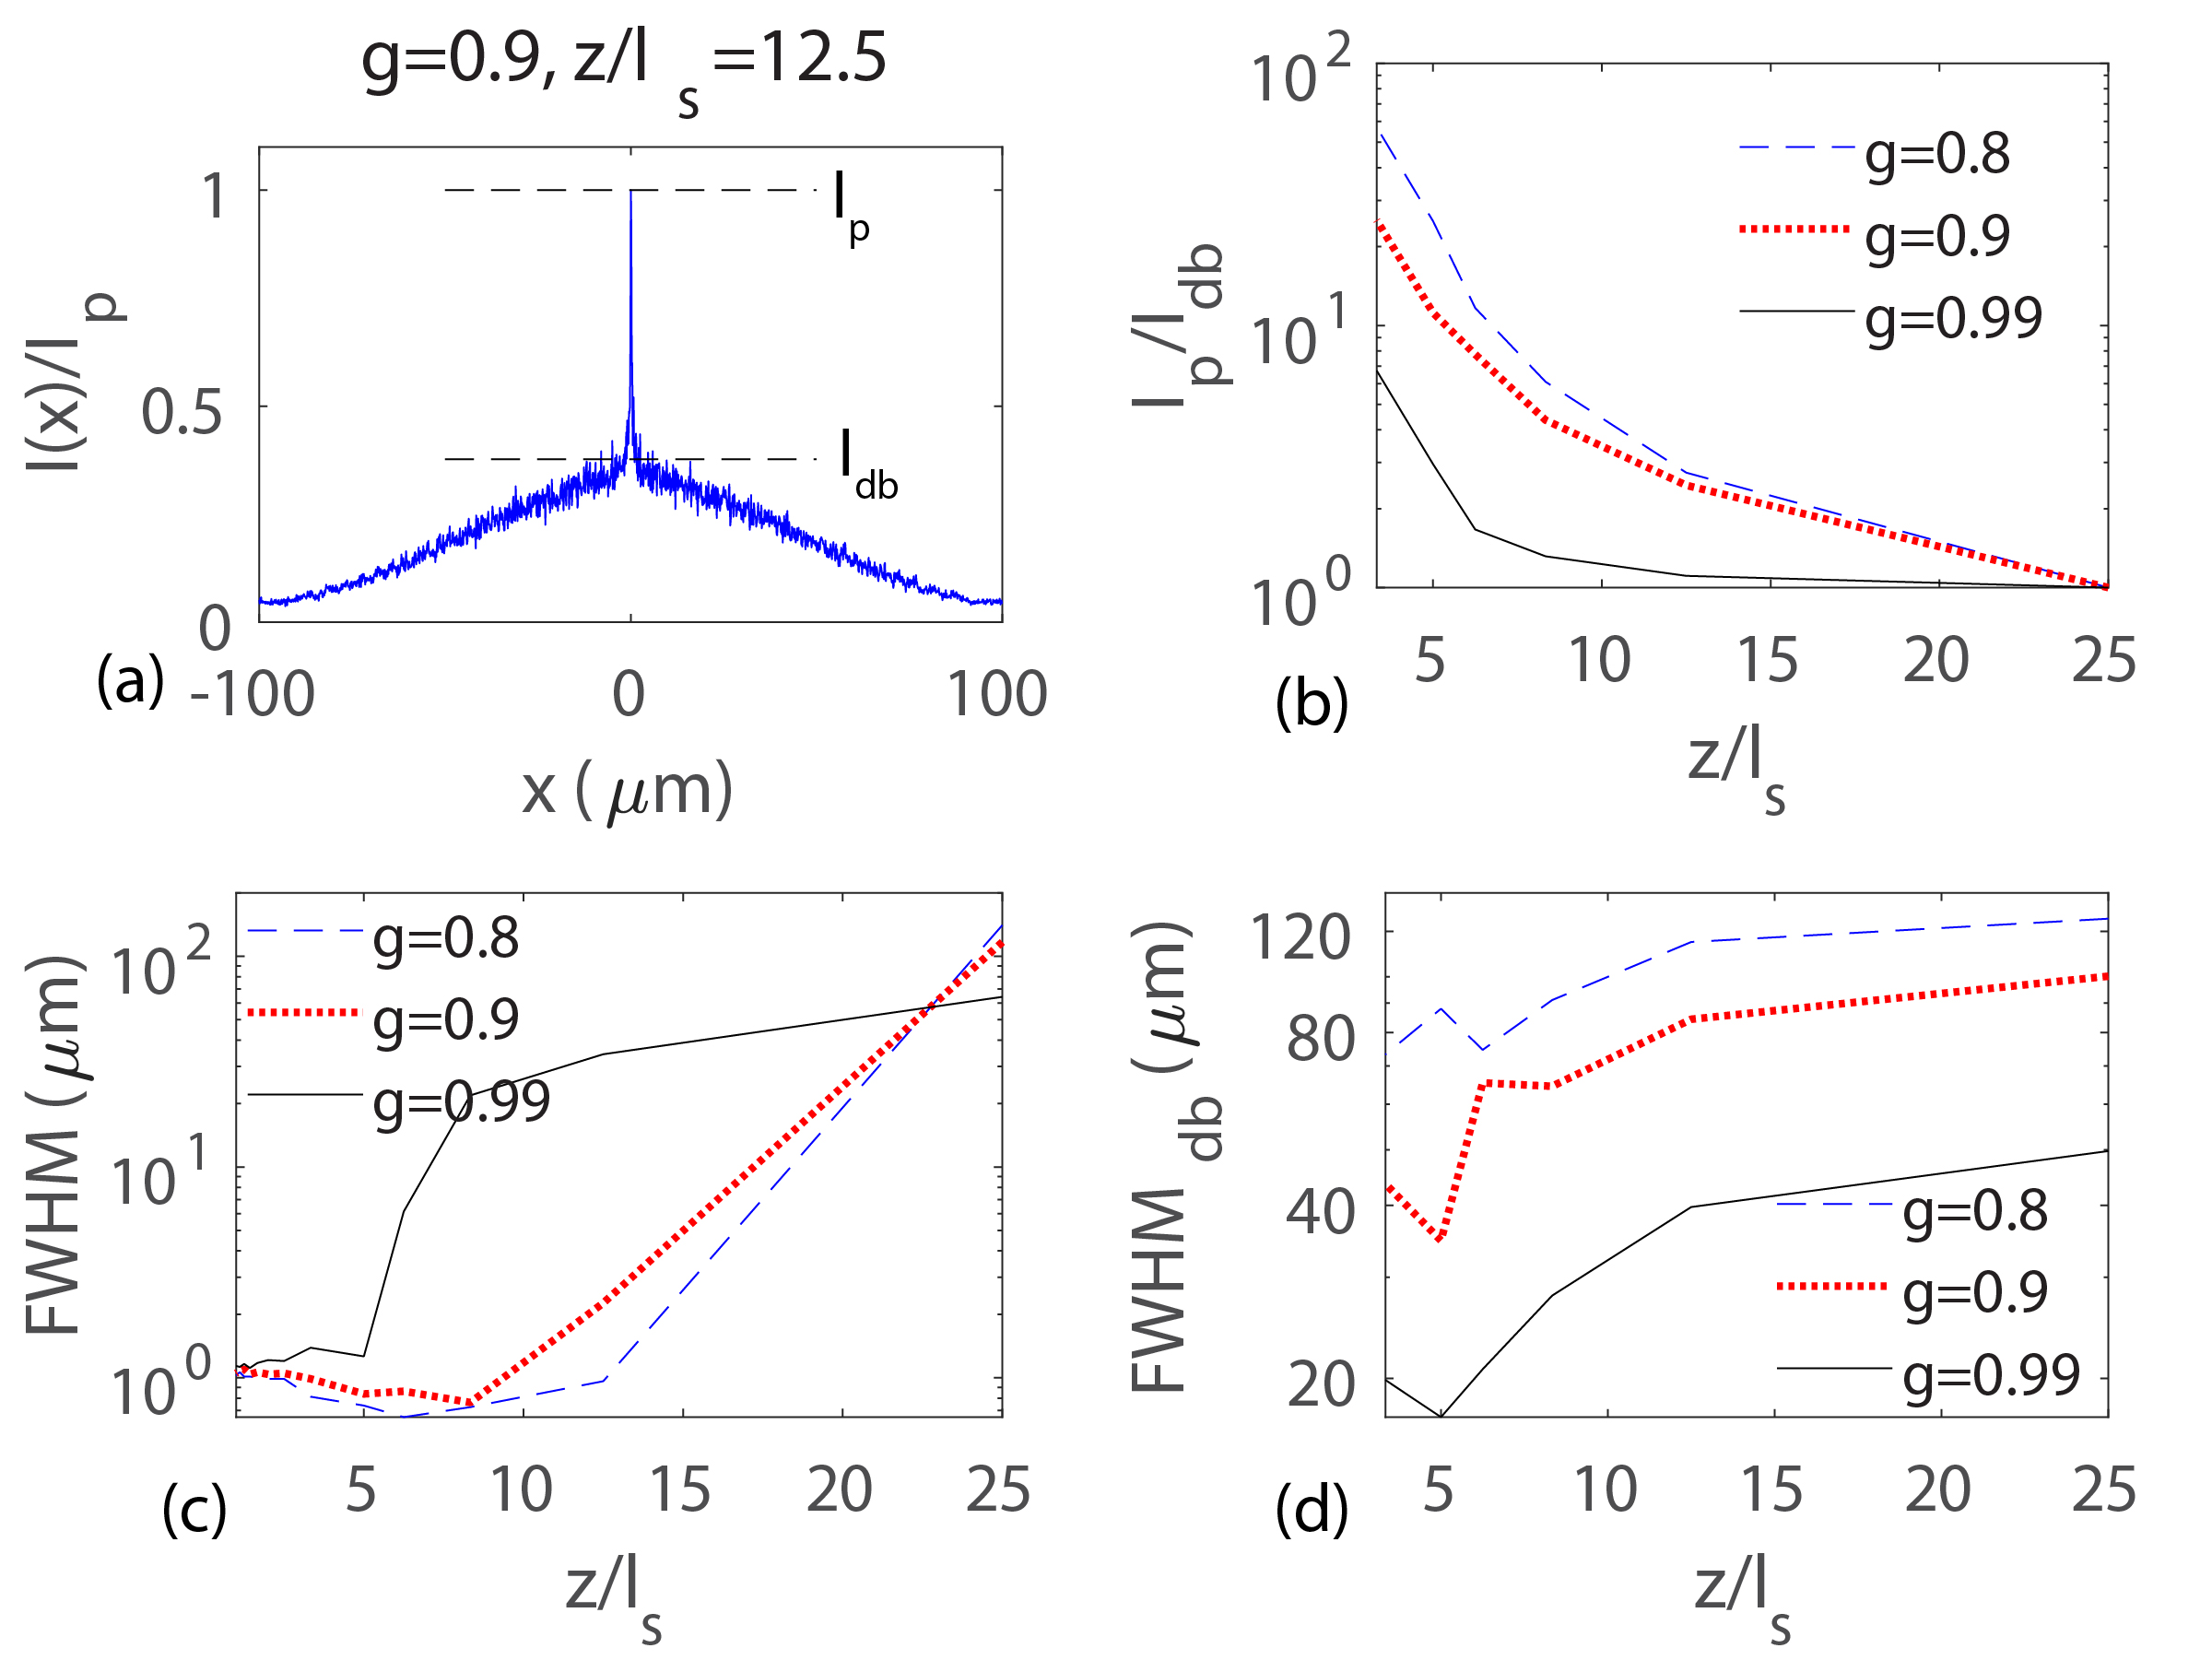 g=0.9, z/l s =12.5
I(x)/I p
1
0.5
0
I p
I db
-100 0 100
x (μm)
(a)
I p /I db
10 2
10 1
10 0
g=0.8
g=0.9
g=0.99
5 10 15 20 25
z/l s
(b)
FWHM (μm)
10 2
10 1
10 0
g=0.8
g=0.9
g=0.99
5 10 15 20 25
z/l s
(c)
FWHM db (μm)
120
80
40
20
g=0.8
g=0.9
g=0.99
5 10 15 20 25
z/l s
(d)